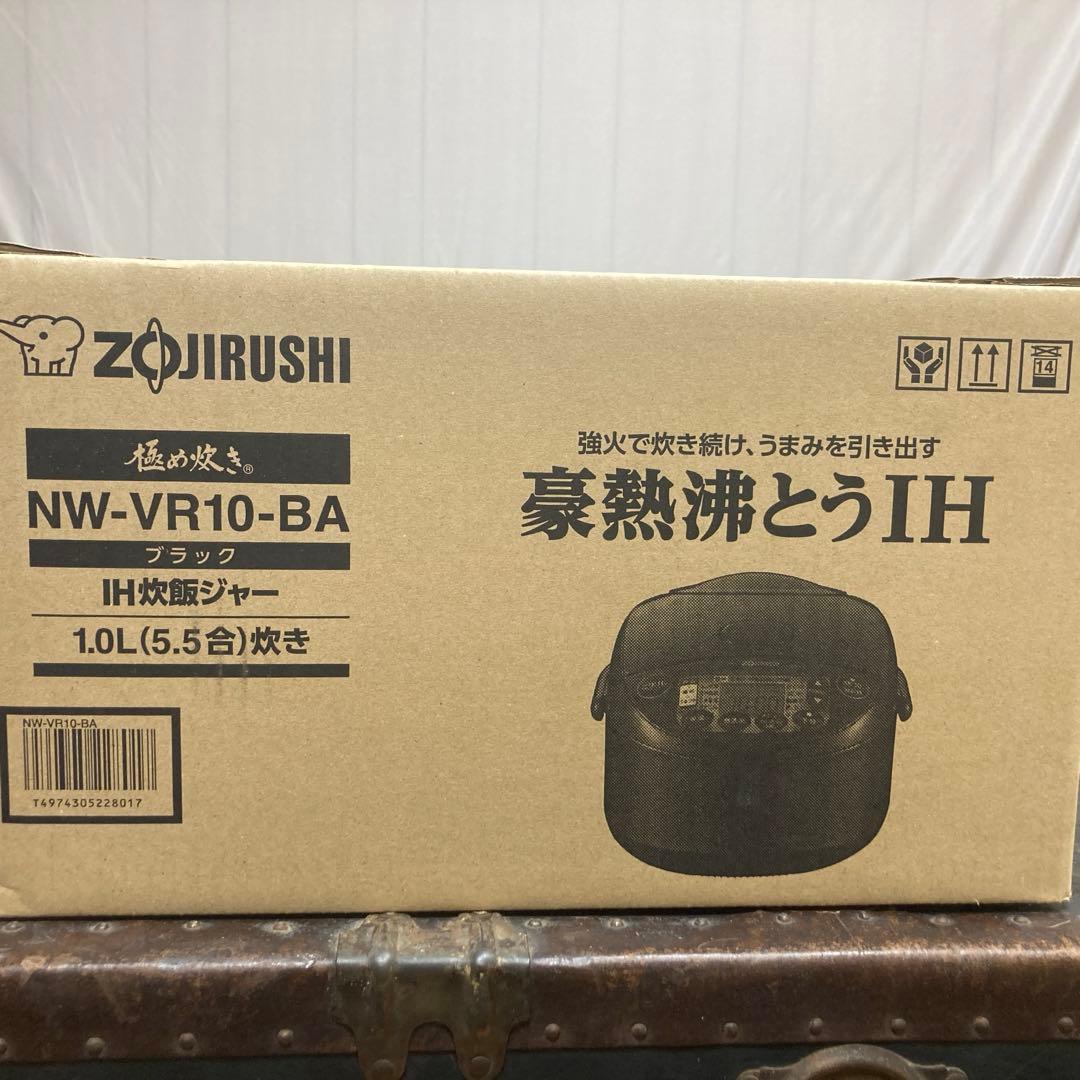 ZOJIRUSHI
極め炊き®
NW-VR10-BA
ブラック
IH炊飯ジャー
1.0L(5.5合)炊き
NW-VR10-BA
T4974305228017
14
強火で炊き続け、うまみを引き出す
豪熱沸とうIH
ZOJIRUSHI